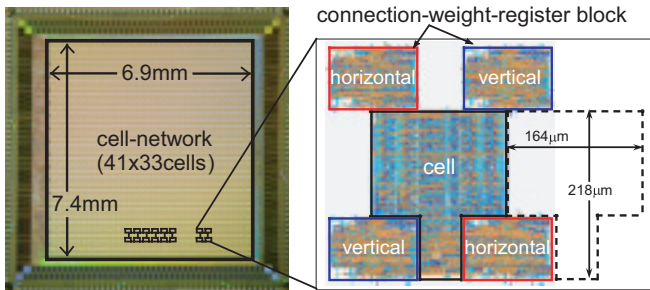 connection-weight-register block
6.9mm
cell-network
(41x33cells)
7.4mm
horizontal
vertical
cell
164µm
218µm
vertical
horizontal